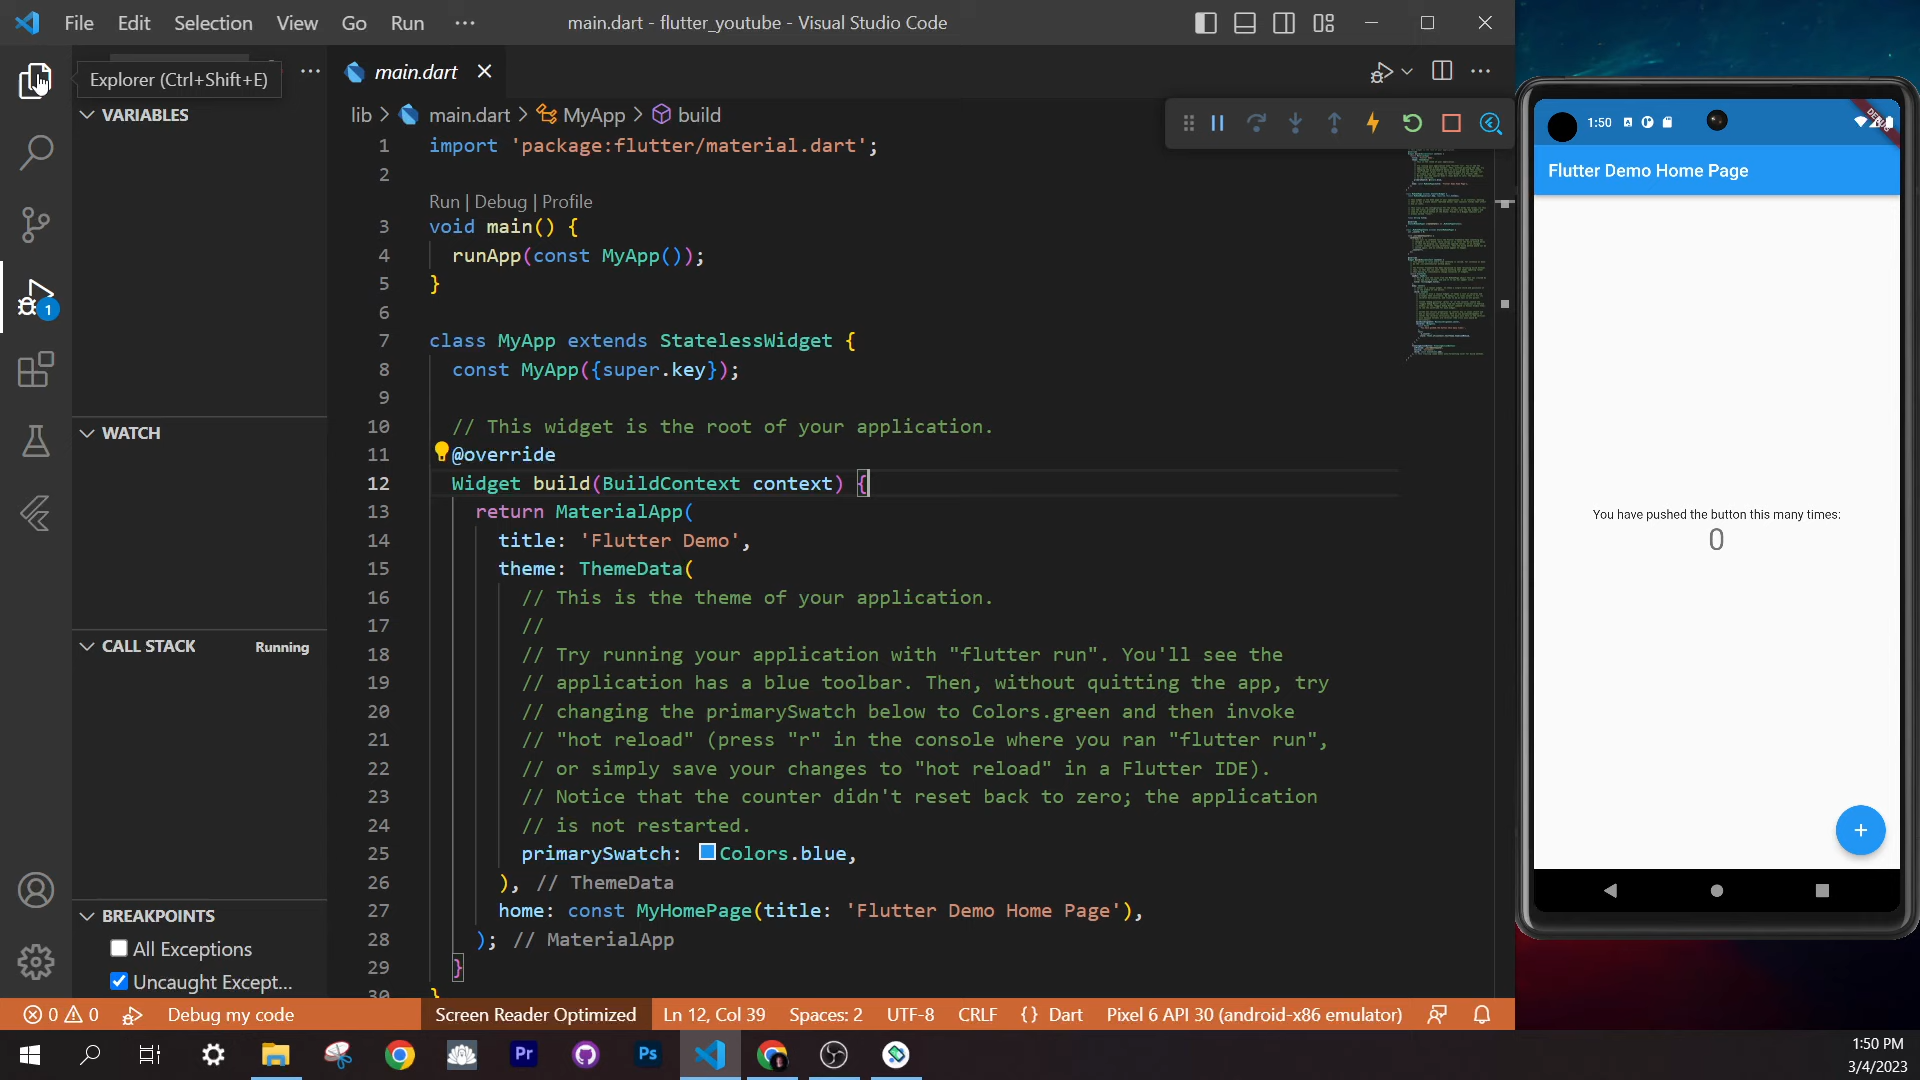 File Edit Selection View Go Run ···
main.dart - flutter_youtube - Visual Studio Code
Explorer (Ctrl+Shift+E)
main.dart
VARIABLES
lib > main.dart > MyApp > build
1 import 'package:flutter/material.dart';
2
Run | Debug | Profile
3 void main() {
4 runApp(const MyApp());
5 }
6
7 class MyApp extends StatelessWidget {
8 const MyApp({super.key});
9
10 // This widget is the root of your application.
11 @override
12 Widget build(BuildContext context) {
13 return MaterialApp(
14 title: 'Flutter Demo',
15 theme: ThemeData(
16 // This is the theme of your application.
17 //
18 // Try running your application with "flutter run". You'll see the
19 // application has a blue toolbar. Then, without quitting the app, try
20 // changing the primarySwatch below to Colors.green and then invoke
21 // "hot reload" (press "r" in the console where you ran "flutter run",
22 // or simply save your changes to "hot reload" in a Flutter IDE).
23 // Notice that the counter didn't reset back to zero; the application
24 // is not restarted.
25 primarySwatch: Colors.blue,
26 ), // ThemeData
27 home: const MyHomePage(title: 'Flutter Demo Home Page'),
28 ); // MaterialApp
29 }
30 }
1
WATCH
CALL STACK Running
BREAKPOINTS
All Exceptions
Uncaught Except...
1:50
DEBUG
Flutter Demo Home Page
You have pushed the button this many times:
0
+
0 0 Debug my code Screen Reader Optimized Ln 12, Col 39 Spaces: 2 UTF-8 CRLF {} Dart Pixel 6 API 30 (android-x86 emulator)
Pr Ps
1:50 PM
3/4/2023